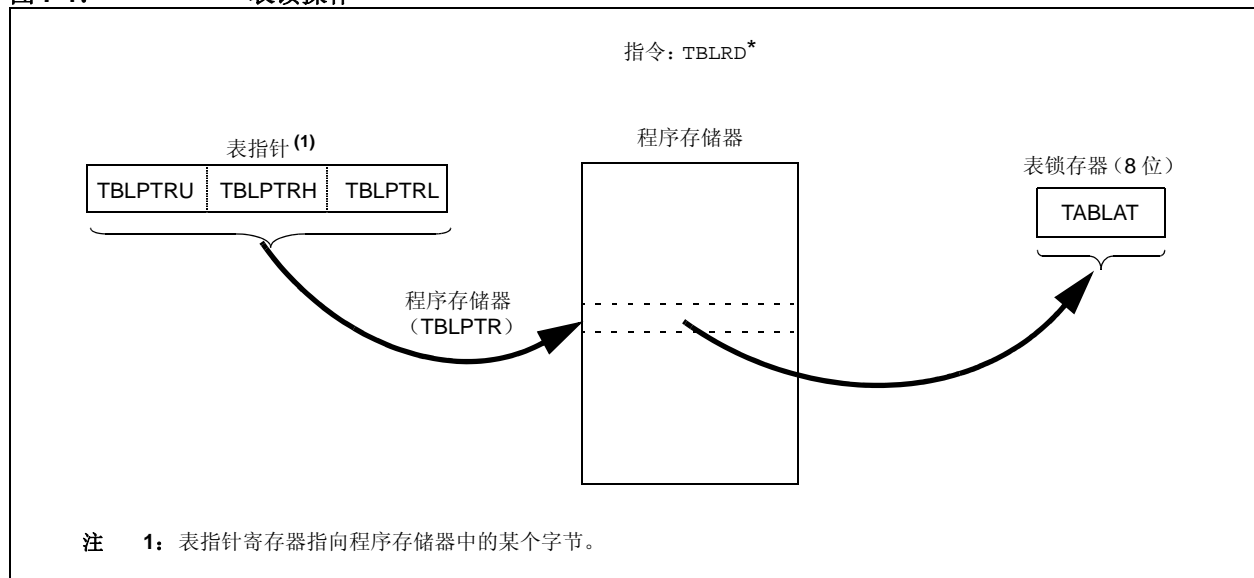 指令：TBLRD*
程序存储器
表指针(1)
表锁存器（8 位）
TBLPTRU TBLPTRH TBLPTRL
TABLAT
程序存储器
（TBLPTR）
注 1：表指针寄存器指向程序存储器中的某个字节。